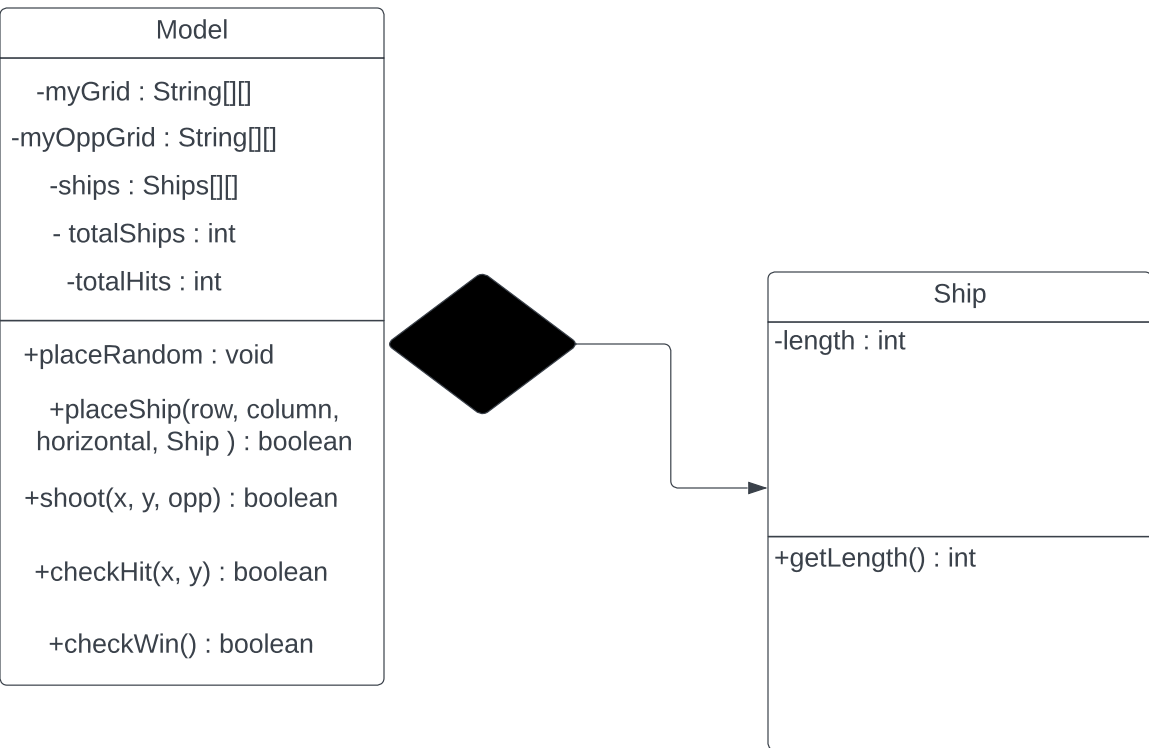 Model
-myGrid : String[][]
-myOppGrid : String[][]
-ships : Ships[][]
- totalShips : int
-totalHits : int
+placeRandom : void
+placeShip(row, column,
horizontal, Ship ) : boolean
+shoot(x, y, opp) : boolean
+checkHit(x, y) : boolean
+checkWin() : boolean
Ship
-length : int
+getLength() : int